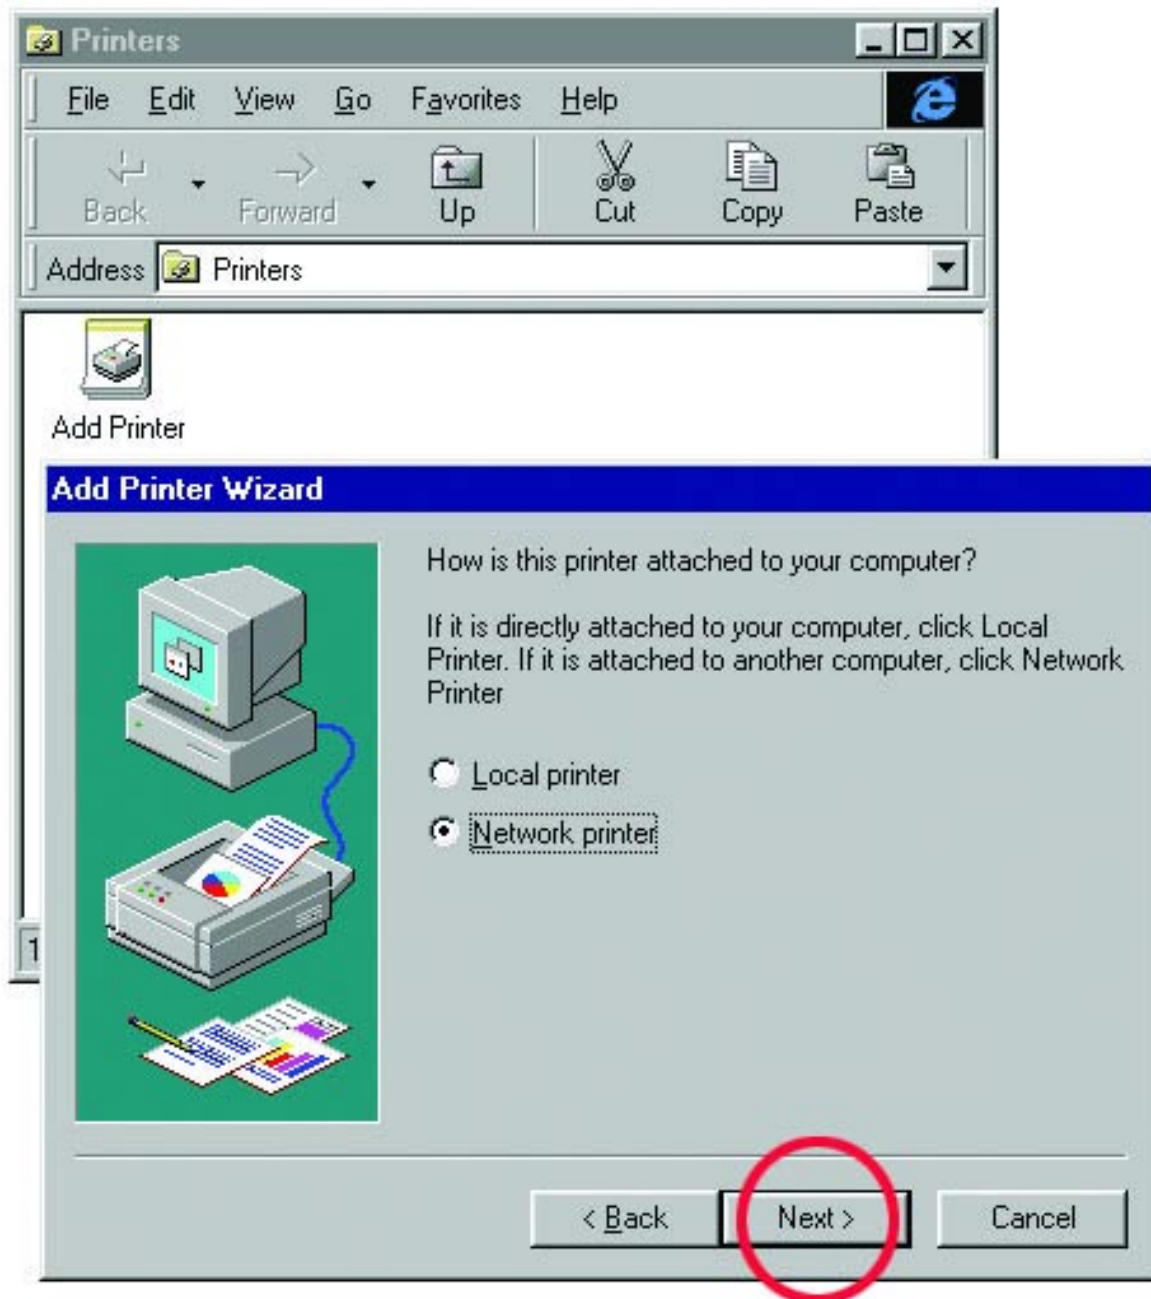 Printers
File Edit View Go Favorites Help
Back Forward Up Cut Copy Paste
Address Printers
Add Printer
Add Printer Wizard
How is this printer attached to your computer?
If it is directly attached to your computer, click Local
Printer. If it is attached to another computer, click Network
Printer
Local printer
Network printer
1
< Back Next > Cancel